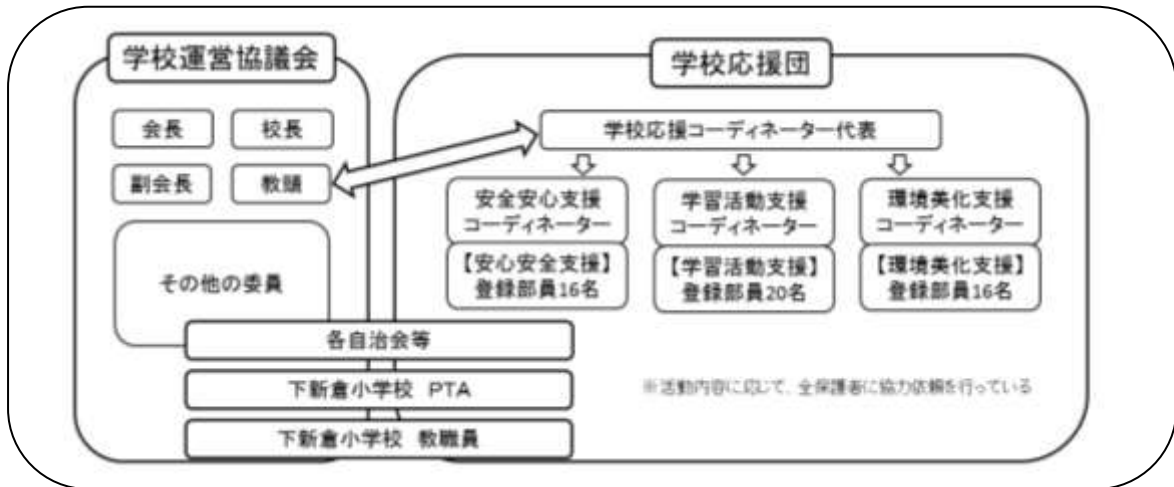 学校運営協議会
会長
校長
副会長
教頭
その他の委員
学校応援団
学校応援コーディネーター代表
安全安心支援
コーディネーター
【安心安全支援】
登録部員16名
学習活動支援
コーディネーター
【学習活動支援】
登録部員20名
環境美化支援
コーディネーター
【環境美化支援】
登録部員16名
各自治会等
下新倉小学校 PTA
下新倉小学校 教職員
※活動内容に応じて、全保護者に協力依頼を行っている